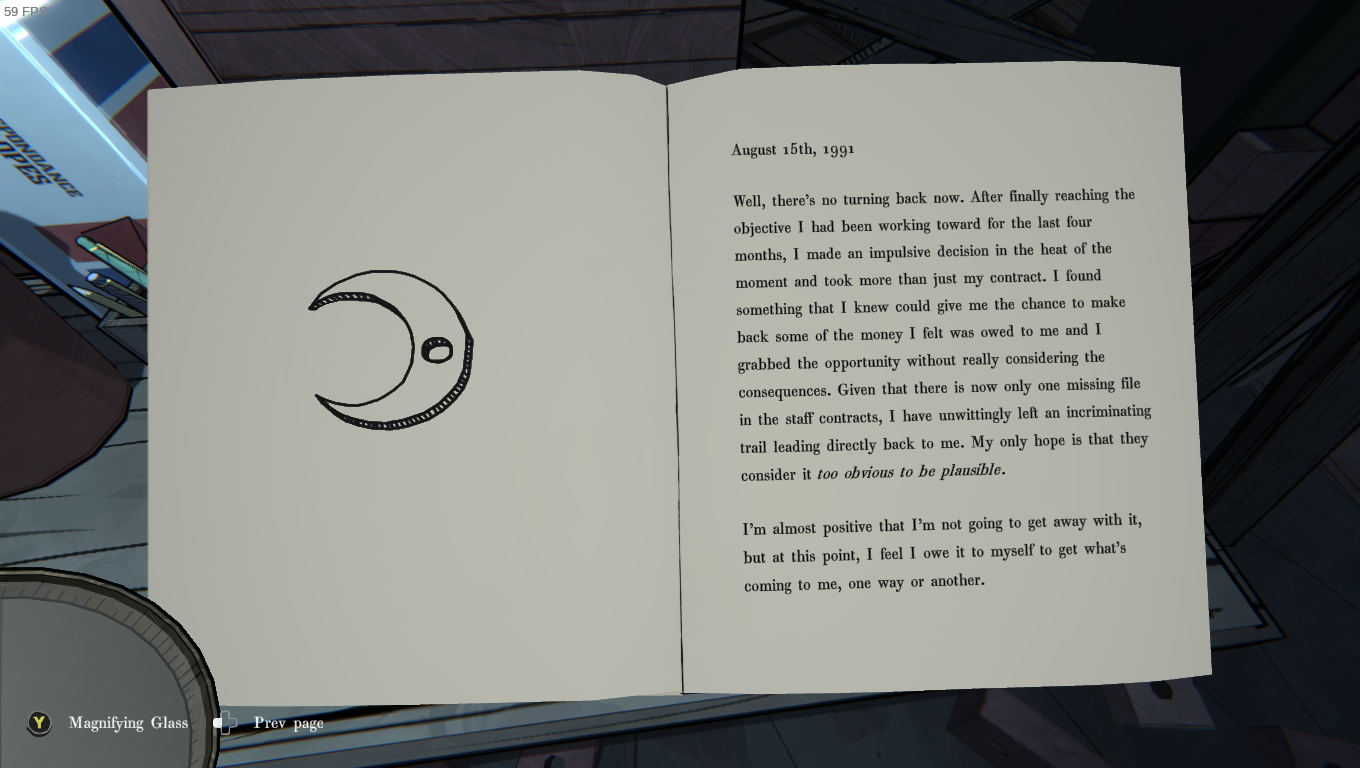 59 FPS
August 15th, 1991
Well, there's no turning back now. After finally reaching the
objective I had been working toward for the last four
months, I made an impulsive decision in the heat of the
moment and took more than just my contract. I found
something that I knew could give me the chance to make
back some of the money I felt was owed to me and I
grabbed the opportunity without really considering the
consequences. Given that there is now only one missing file
in the staff contracts, I have unwittingly left an incriminating
trail leading directly back to me. My only hope is that they
consider it too obvious to be plausible.
I'm almost positive that I'm not going to get away with it,
but at this point, I feel I owe it to myself to get what's
coming to me, one way or another.
Y Magnifying Glass Prev page